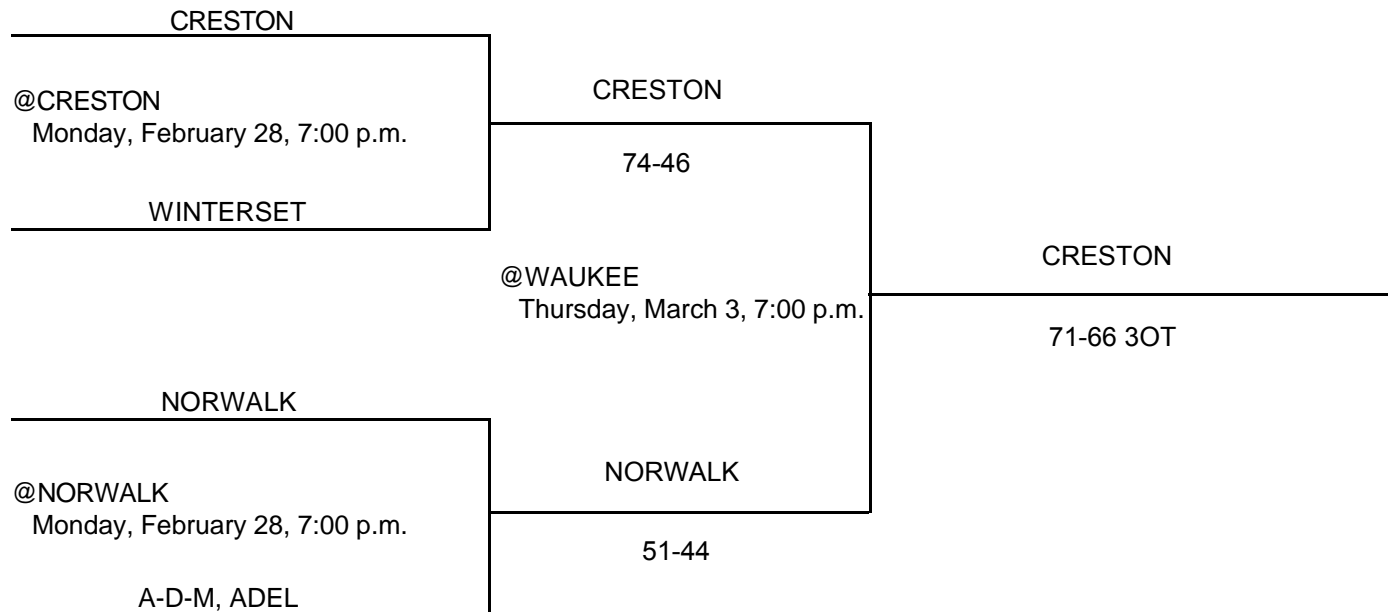 CRESTON
@CRESTON
Monday, February 28, 7:00 p.m.
WINTERSET
CRESTON
74-46
@WAUKEE
Thursday, March 3, 7:00 p.m.
CRESTON
71-66 3OT
NORWALK
@NORWALK
Monday, February 28, 7:00 p.m.
A-D-M, ADEL
NORWALK
51-44